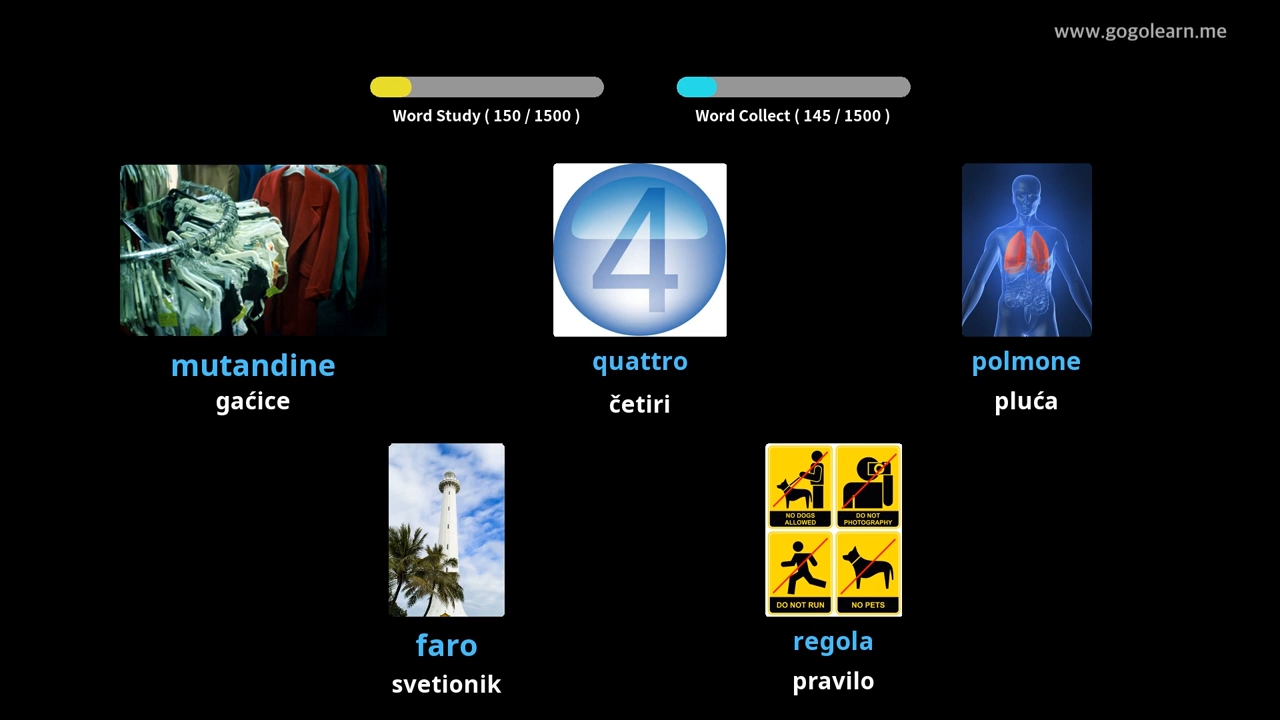 www.gogolearn.me
Word Study ( 150 / 1500 )
Word Collect ( 145 / 1500 )
4
mutandine
gaćice
quattro
četiri
polmone
pluća
NO DOGS
ALLOWED
DO NOT
PHOTOGRAPHY
DO NOT RUN
NO PETS
faro
svetionik
regola
pravilo